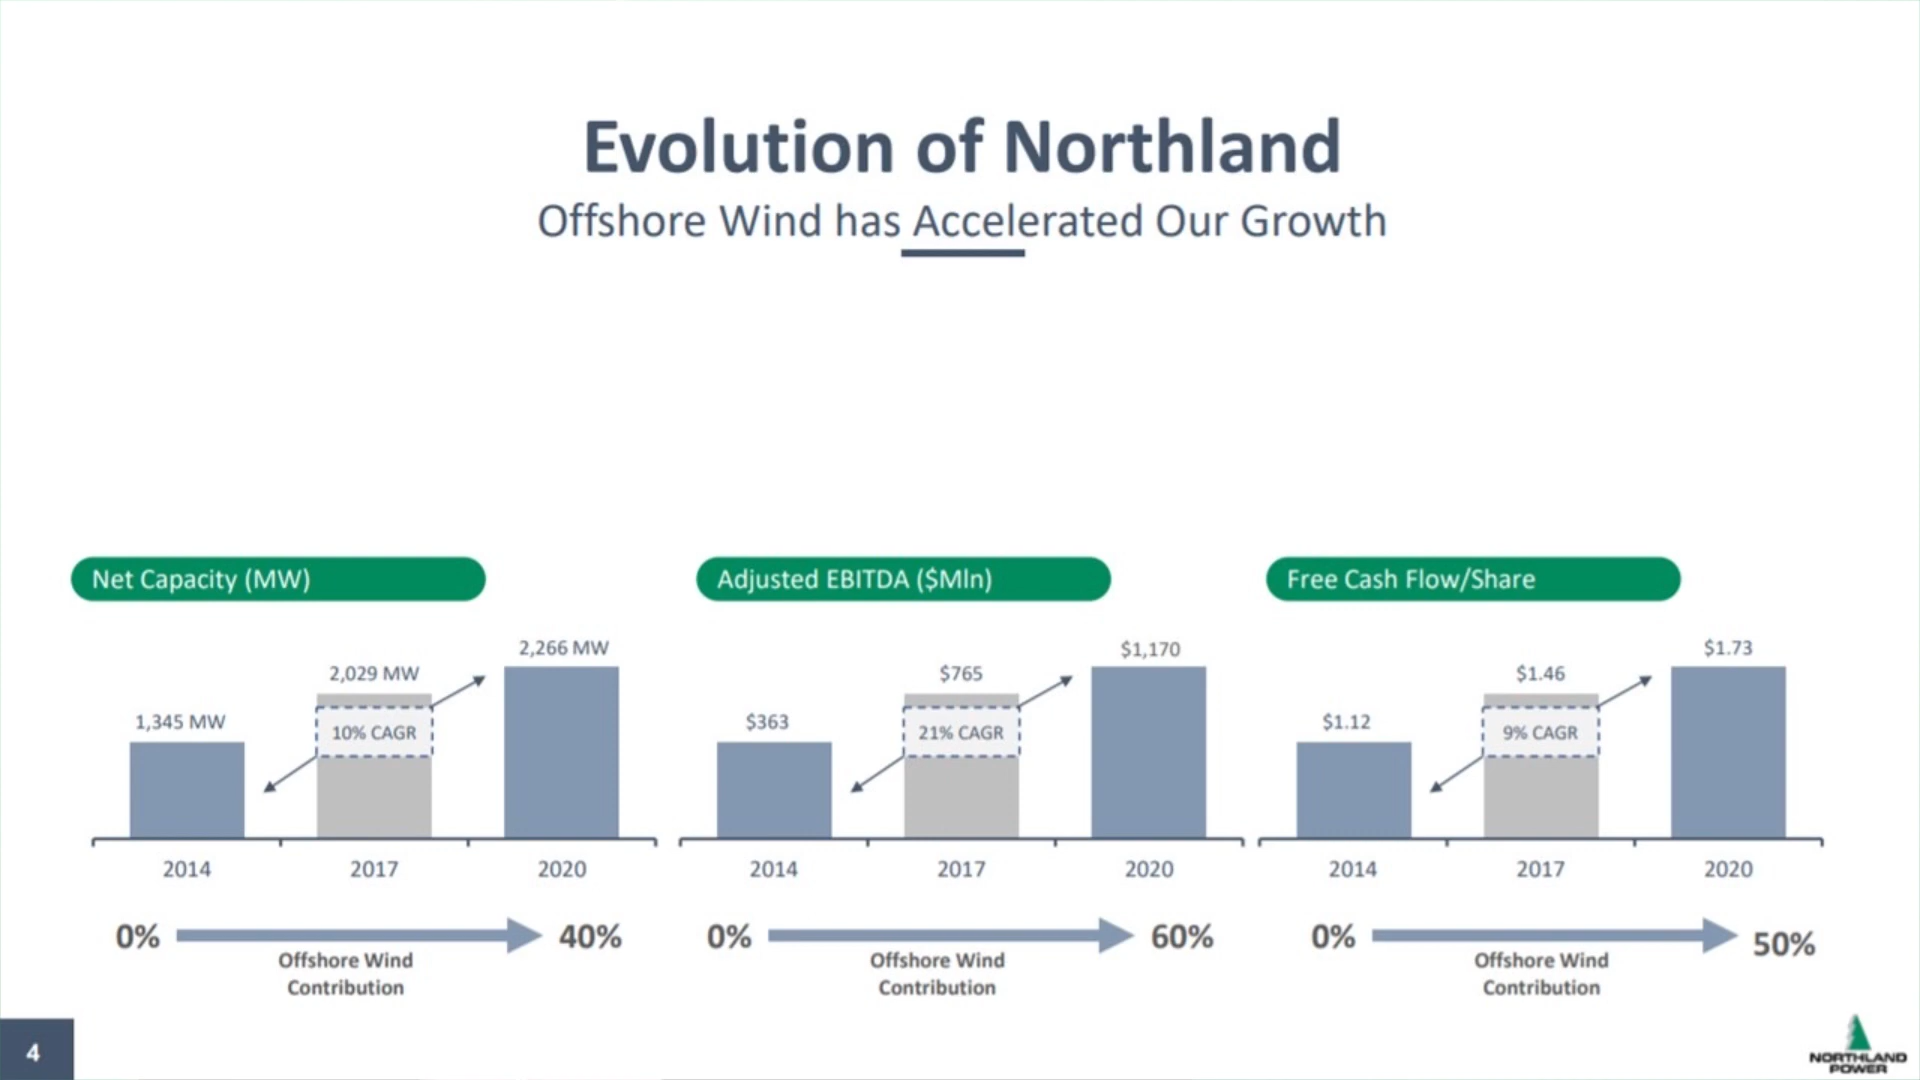 Evolution of Northland
Offshore Wind has Accelerated Our Growth
Net Capacity (MW)
1,345 MW
2,029 MW
2,266 MW
10% CAGR
2014
2017
2020
0%
40%
Offshore Wind
Contribution
Adjusted EBITDA ($Mln)
$363
$765
$1,170
21% CAGR
2014
2017
2020
0%
60%
Offshore Wind
Contribution
Free Cash Flow/Share
$1.12
$1.46
$1.73
9% CAGR
2014
2017
2020
0%
50%
Offshore Wind
Contribution
4
NORTHLAND
POWER